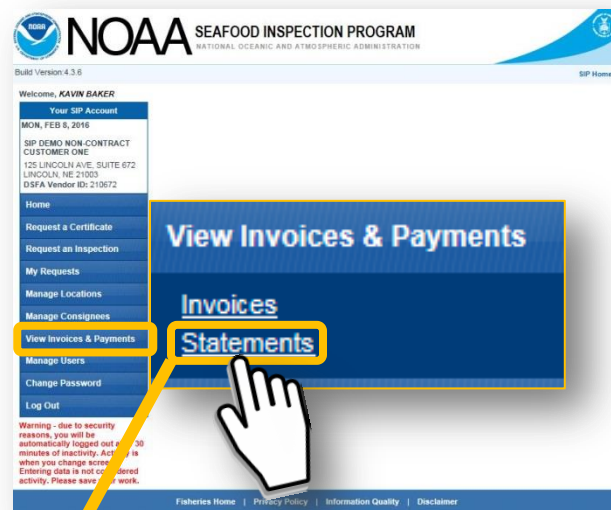 NOAA
NOAA SEAFOOD INSPECTION PROGRAM
NATIONAL OCEANIC AND ATMOSPHERIC ADMINISTRATION
Build Version:4.3.6
SIP Home
Welcome, KAVIN BAKER
Your SIP Account
MON, FEB 8, 2016
SIP DEMO NON-CONTRACT
CUSTOMER ONE
125 LINCOLN AVE, SUITE 672
LINCOLN, NE 21003
DSFA Vendor ID: 210672
Home
Request a Certificate
Request an Inspection
My Requests
Manage Locations
Manage Consignees
View Invoices & Payments
Manage Users
Change Password
Log Out
View Invoices & Payments
Invoices
Statements
Warning - due to security
reasons, you will be
automatically logged out 30
minutes of inactivity. is
when you change
Entering data is not
activity. Please save work.
Fisheries Home | Privacy Policy | Information Quality | Disclaimer